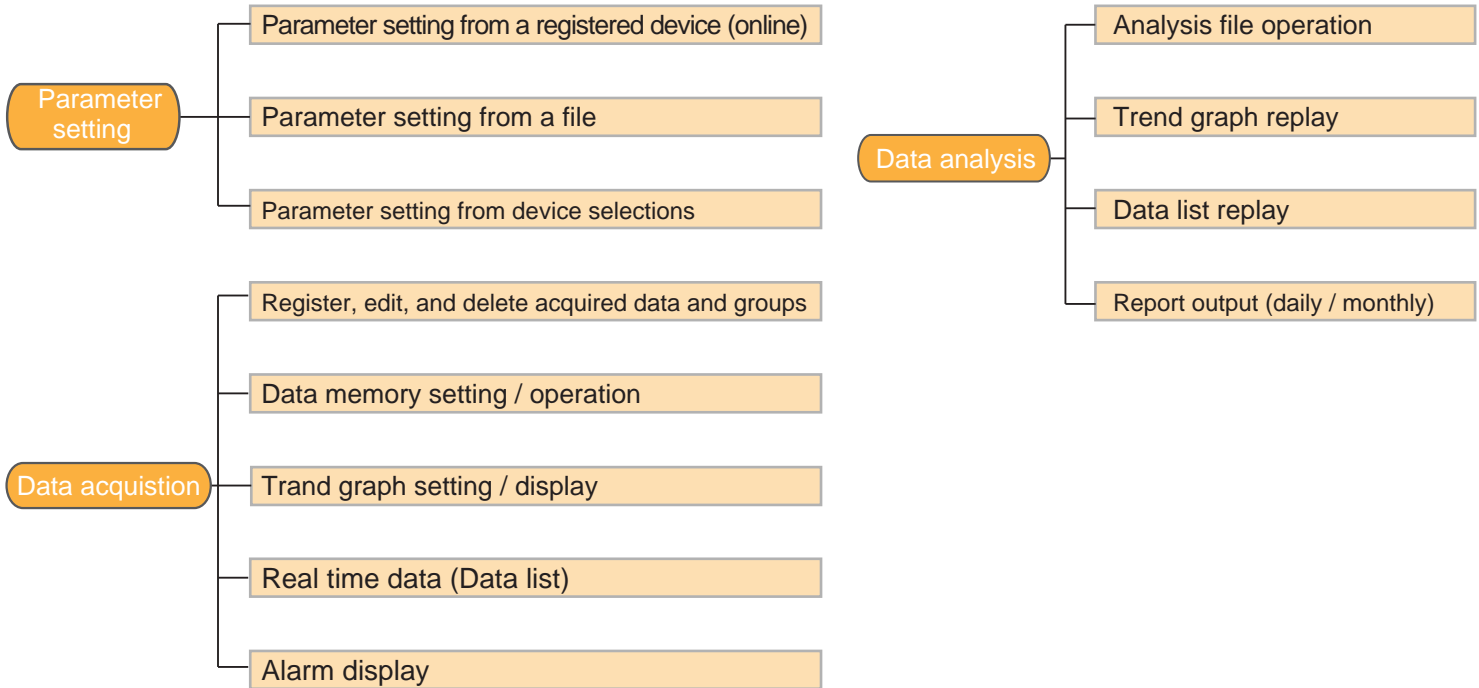 Parameter
setting
Parameter setting from a registered device (online)
Parameter setting from a file
Parameter setting from device selections
Data acquistion
Register, edit, and delete acquired data and groups
Data memory setting / operation
Trand graph setting / display
Real time data (Data list)
Alarm display
Data analysis
Analysis file operation
Trend graph replay
Data list replay
Report output (daily / monthly)